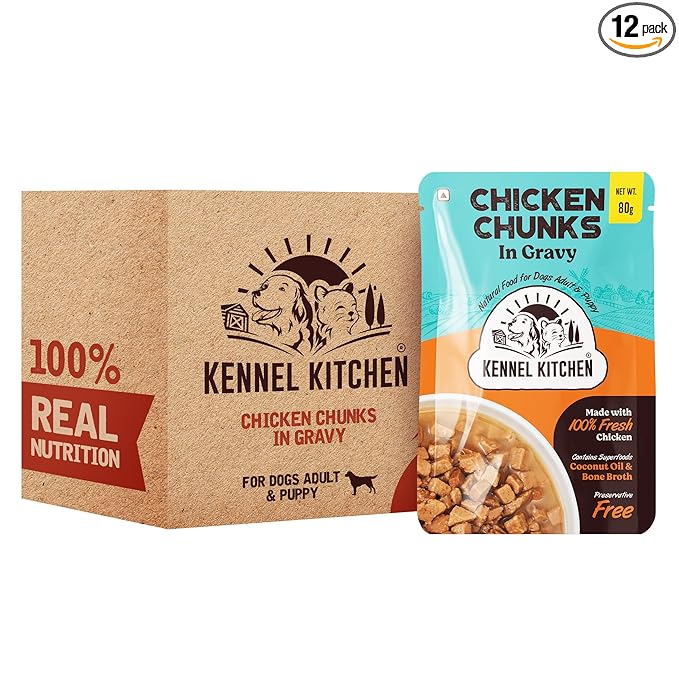 12 pack
100%
REAL
NUTRITION
KENNEL KITCHEN®
CHICKEN CHUNKS
IN GRAVY
FOR DOGS ADULT
& PUPPY
CHICKEN
CHUNKS
In Gravy
NET WT.
80g
Natural Food for Dogs Adult & Puppy
KENNEL KITCHEN®
Made with
100% Fresh
Chicken
Contains Superfoods
Coconut Oil &
Bone Broth
Preservative
Free